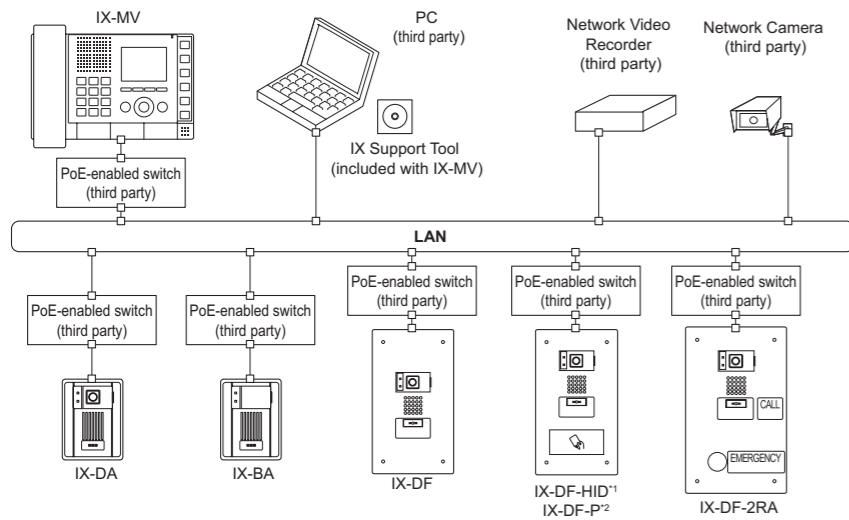 IX-MV
PC
(third party)
Network Video
Recorder
(third party)
Network Camera
(third party)
IX Support Tool
(included with IX-MV)
PoE-enabled switch
(third party)
LAN
PoE-enabled switch
(third party)
PoE-enabled switch
(third party)
PoE-enabled switch
(third party)
PoE-enabled switch
(third party)
PoE-enabled switch
(third party)
CALL
EMERGENCY
IX-DA
IX-BA
IX-DF
IX-DF-HID*1
IX-DF-P*2
IX-DF-2RA